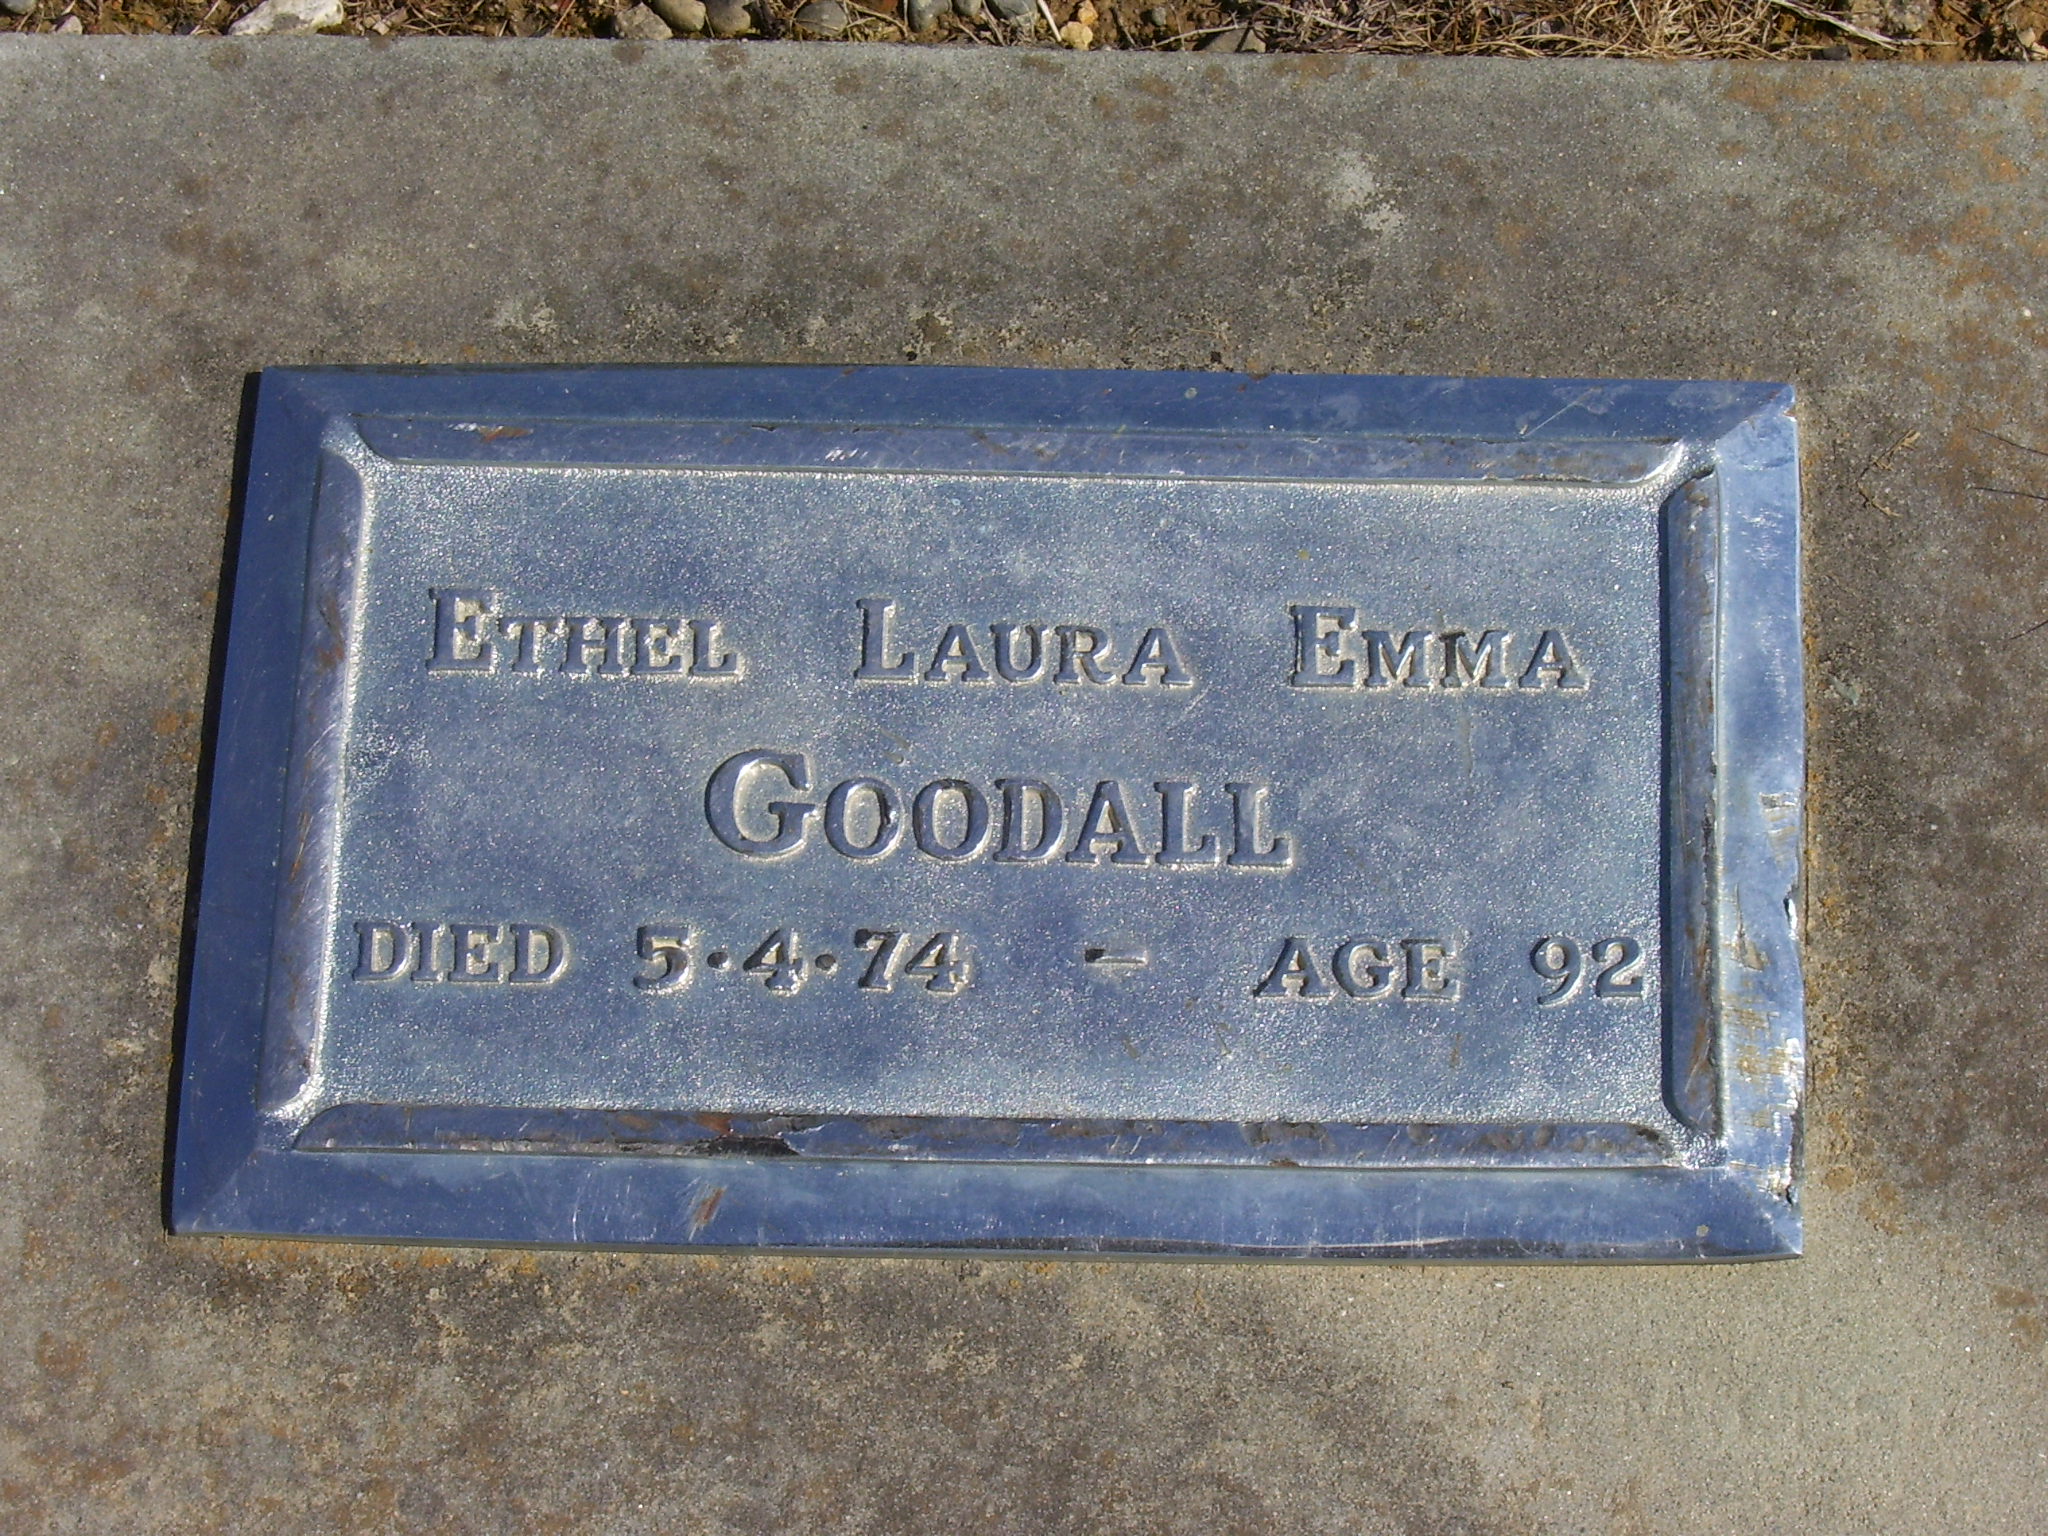 Ethel Laura Emma
Goodall
DIED 5·4·74 - AGE 92